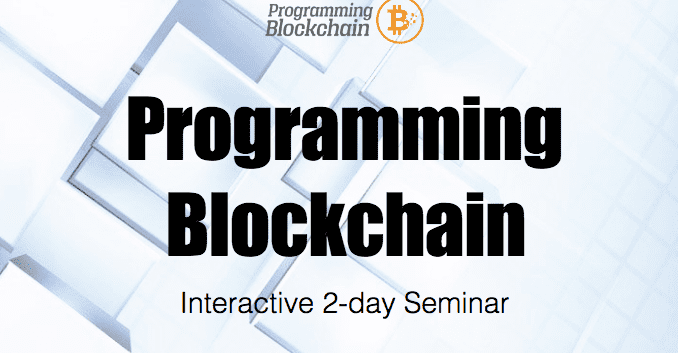 Programming
Blockchain
Programming
Blockchain
Interactive 2-day Seminar